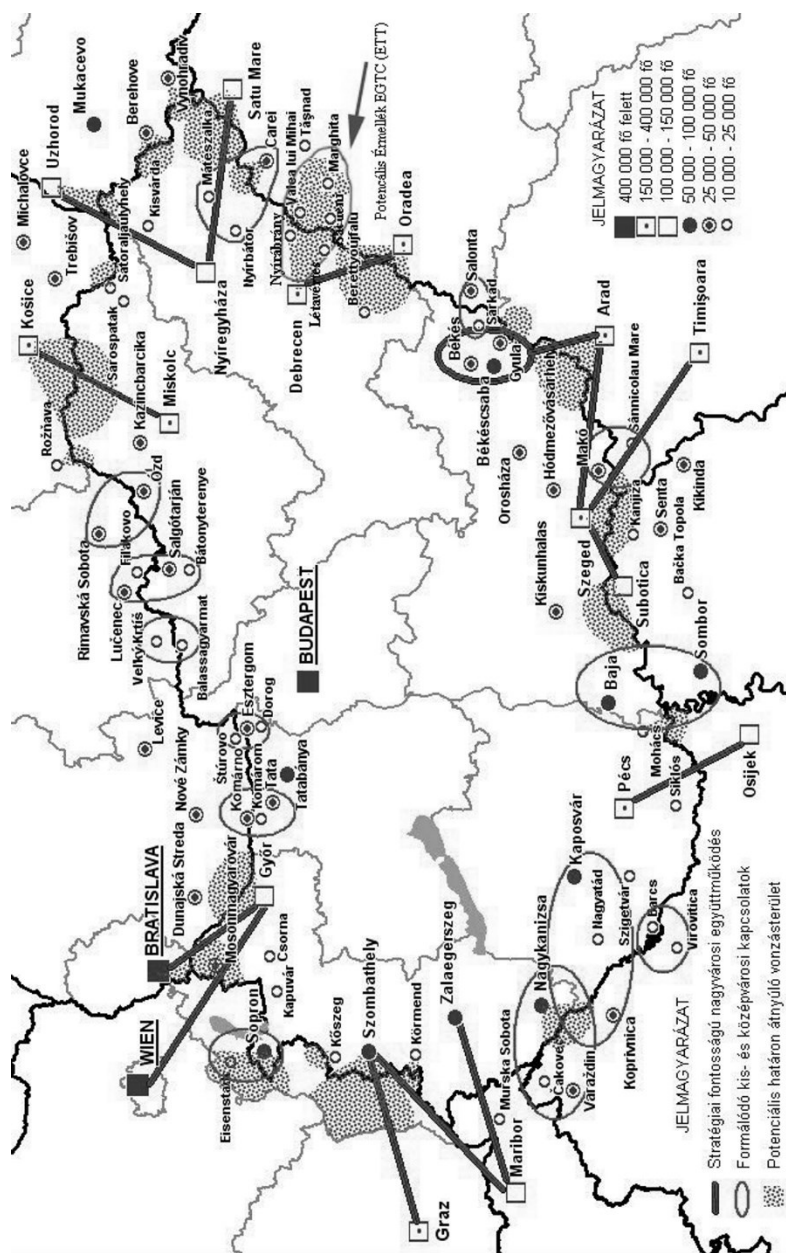 Michalovce
Uzhorod
Mukacevo
Trebišov
Berehove
Vynohradiv
Košice
Sátoraljaújhely
Kisvárda
Satu Mare
Sárospatak
Mátészalka
Carei
Rožňava
Kazincbarcika
Nyíregyháza
Nyírbátor
Valea lui Mihai
Tăşnad
Miskolc
Nyírábrány
Marghita
Potenciális Érmellék EGTC (ETT)
Rimavská Sobota
Ózd
Debrecen
Létavértes
Berettyóújfalu
Oradea
Fiľakovo
Lučenec
Salgótarján
Bátonyterenye
Veľký Krtíš
Balassagyarmat
Salonta
Sarkad
Békés
Békéscsaba
Gyula
Arad
Levice
BUDAPEST
Orosháza
Hódmezővásárhely
Makó
Sânnicolau Mare
Timişoara
Nové Zámky
Štúrovo
Esztergom
Dorog
Kiskunhalas
Szeged
Kanjiža
Senta
Kikinda
Komárno
Komárom
Tata
Tatabánya
Subotica
Bačka Topola
Dunajská Streda
Baja
Sombor
BRATISLAVA
Mosonmagyaróvár
Győr
Mohács
Pécs
Siklós
Osijek
WIEN
Csorna
Kapuvár
Kaposvár
Nagyatád
Szigetvár
Barcs
Virovitica
Sopron
Eisenstadt
Kőszeg
Szombathely
Zalaegerszeg
Nagykanizsa
Körmend
Koprivnica
Murska Sobota
Čakovec
Varaždin
Graz
Maribor
JELMAGYARÁZAT
400 000 fő felett
150 000 - 400 000 fő
100 000 - 150 000 fő
50 000 - 100 000 fő
25 000 - 50 000 fő
10 000 - 25 000 fő
JELMAGYARÁZAT
Stratégiai fontosságú nagyvárosi együttműködés
Formálódó kis- és középvárosi kapcsolatok
Potenciális határon átnyúló vonzásterület